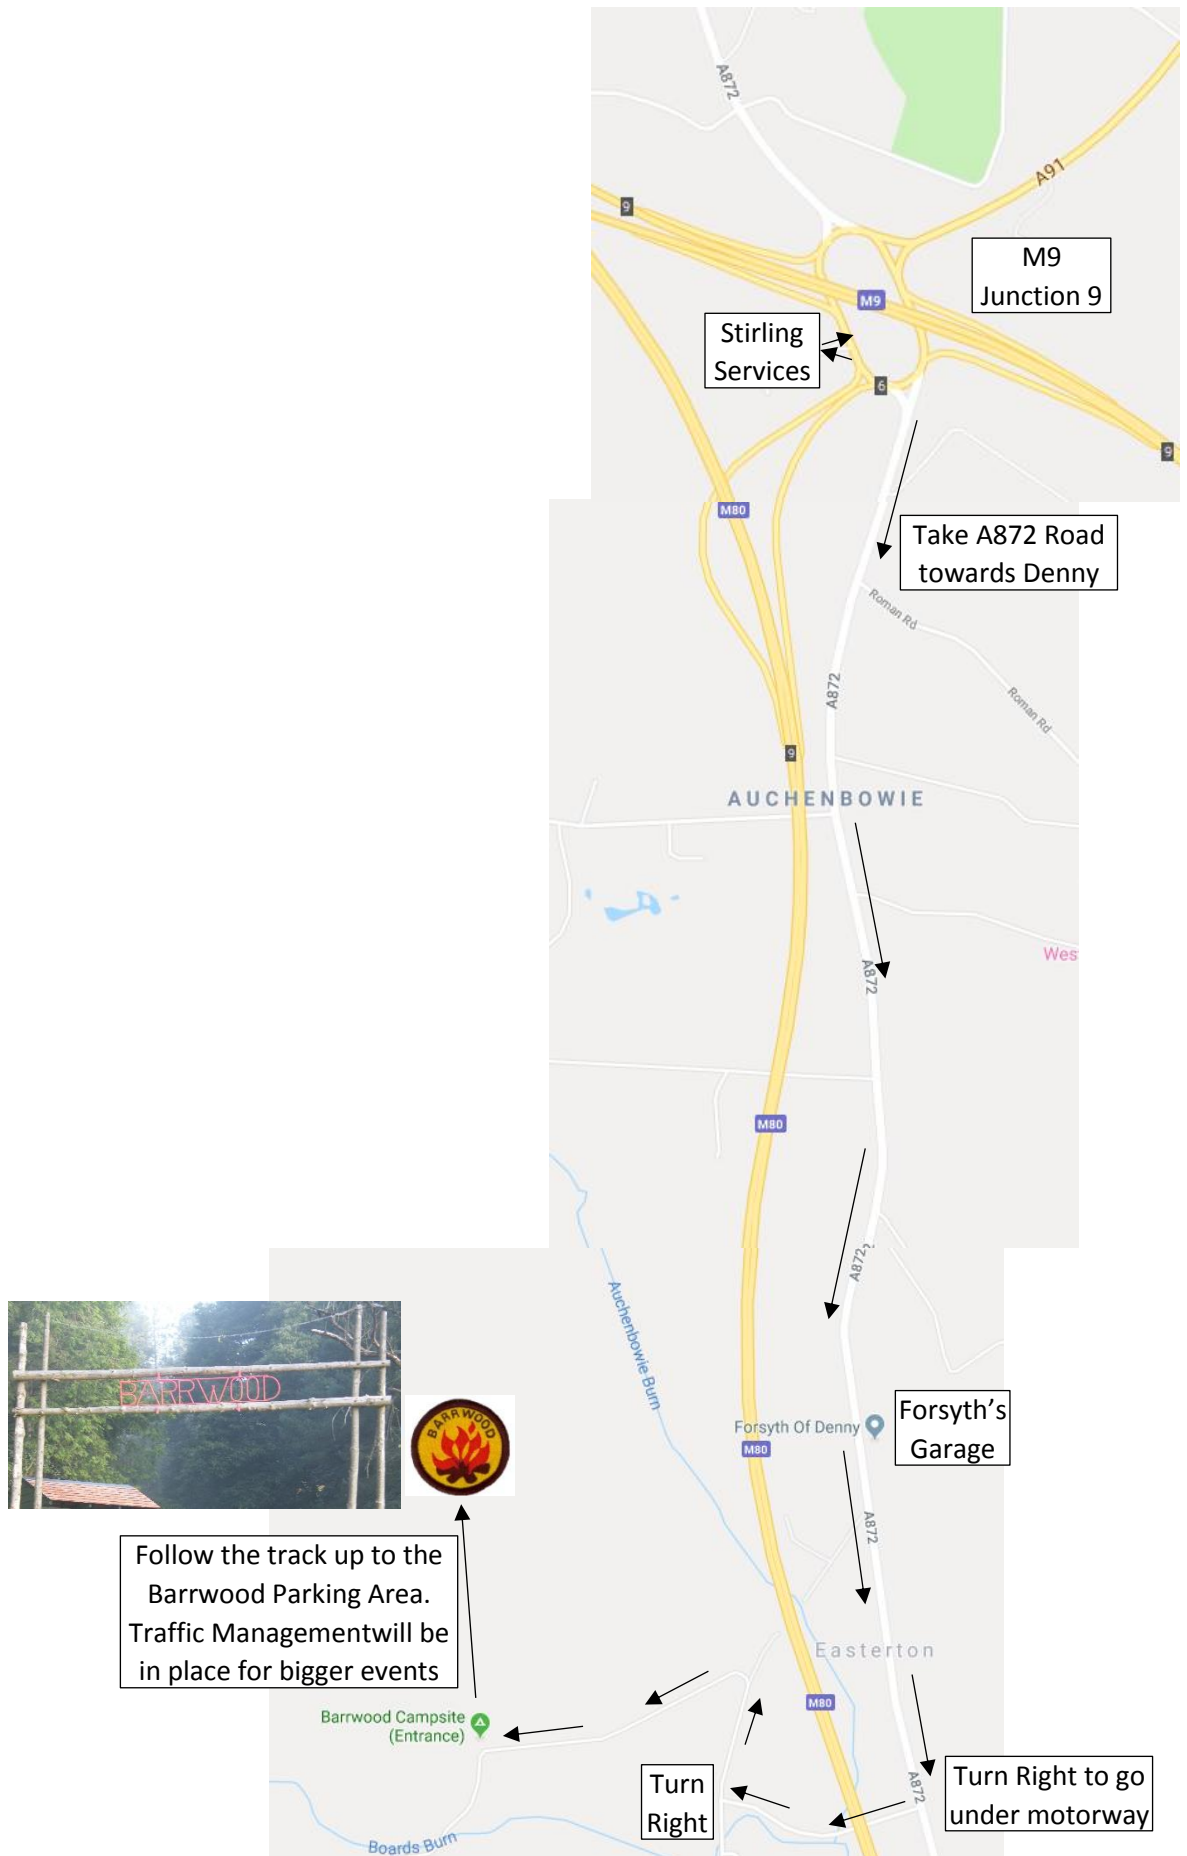 A872
A91
9
M9
Junction 9
M9
Stirling
Services
6
9
M80
Take A872 Road
towards Denny
Roman Rd
A872
Roman Rd
9
AUCHENBOWIE
Wes
A872
M80
A872
Auchenbowie Burn
BARRWOOD
BARRWOOD
Forsyth Of Denny
Forsyth's
Garage
M80
A872
Follow the track up to the
Barrwood Parking Area.
Traffic Managementwill be
in place for bigger events
Easterton
M80
Barrwood Campsite
(Entrance)
Turn
Right
A872
Turn Right to go
under motorway
Boards Burn